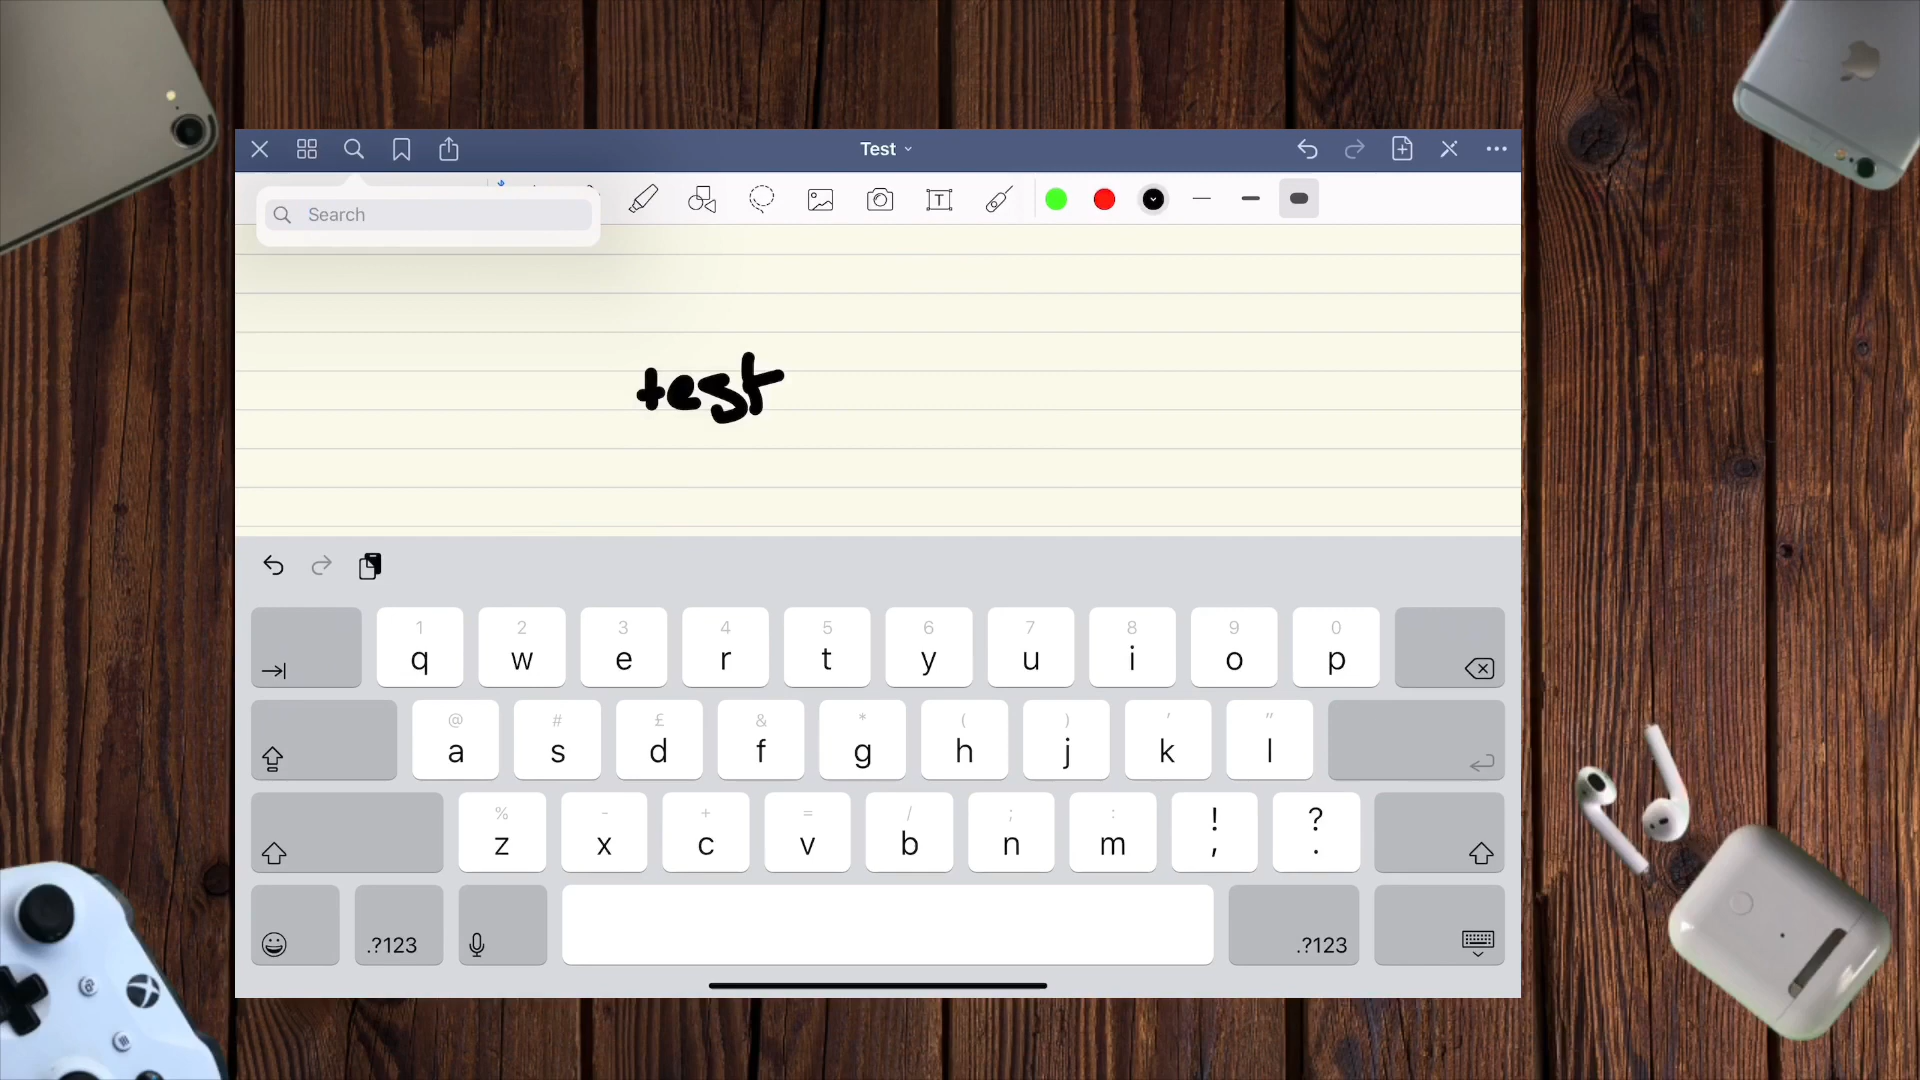 Test
Search
T
test
1 2 3 4 5 6 7 8 9 0
q w e r t y u i o p
@ # £ & * ( ) ' "
a s d f g h j k l
% - + = / ; : ! ?
z x c v b n m , .
.?123 .?123